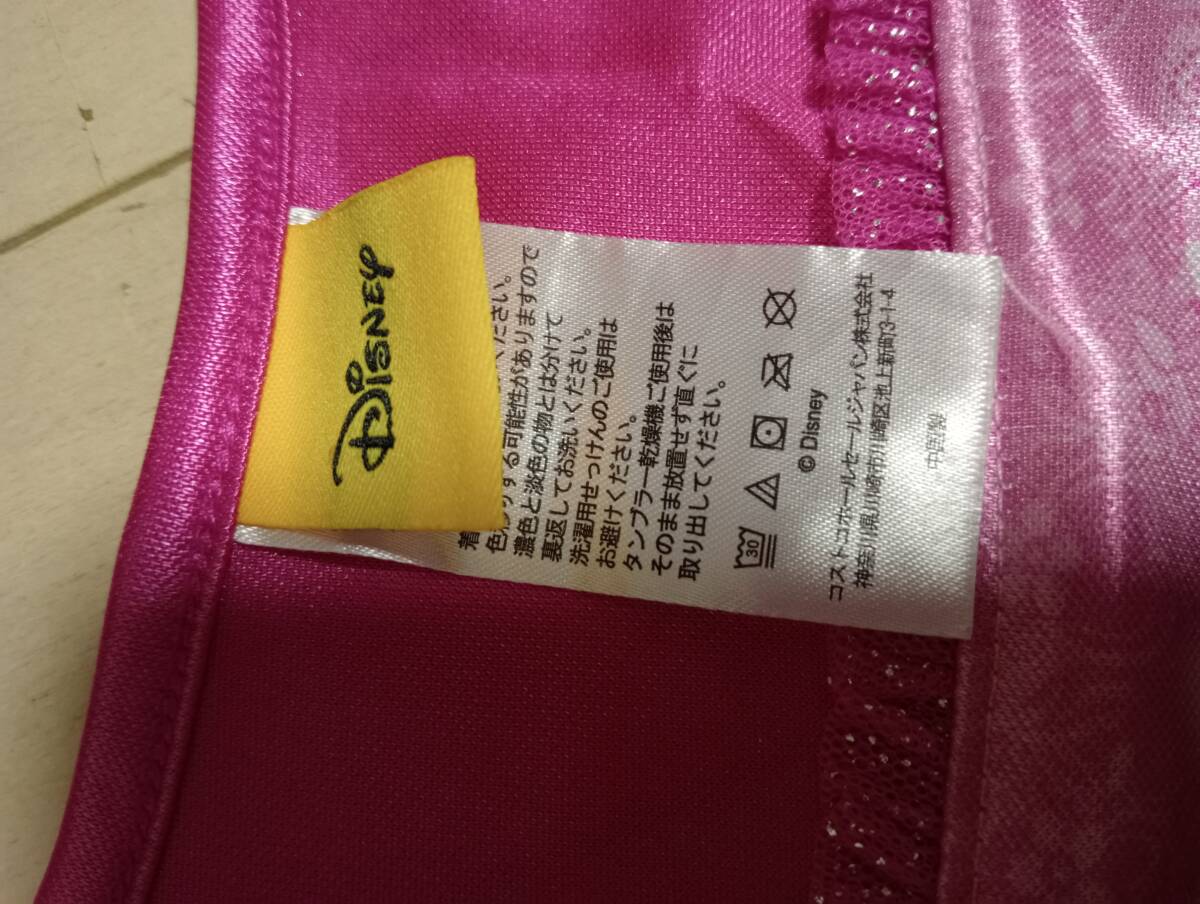 Disney
ください。
色落ちする可能性がありますので
濃色と淡色の物とは分けて
裏返してお洗いください。
洗濯用せっけんのご使用は
お避けください。
タンブラー乾燥機ご使用後は
そのまま放置せず直ぐに
取り出してください。
30
© Disney
コストコホールセールジャパン株式会社
神奈川県川崎市川崎区池上新町3-1-4
中国製